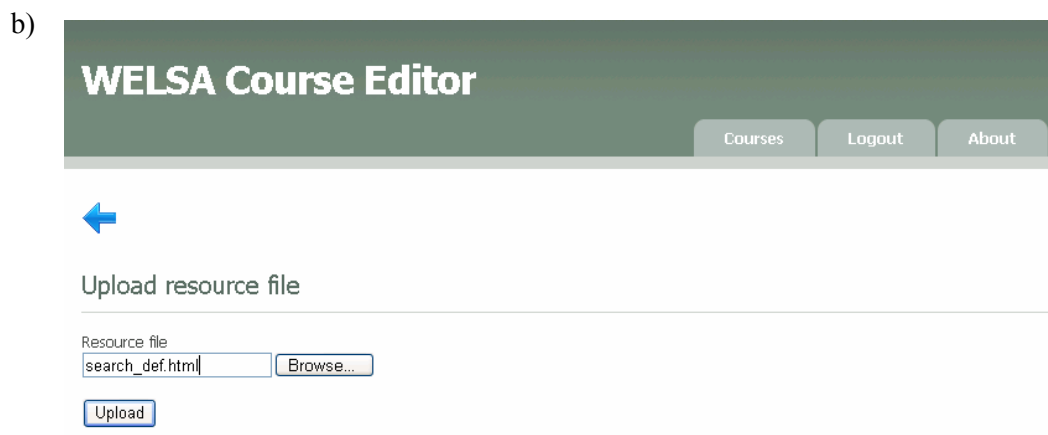 b)
WELSA Course Editor
Courses Logout About
Upload resource file
Resource file
search_def.html Browse...
Upload